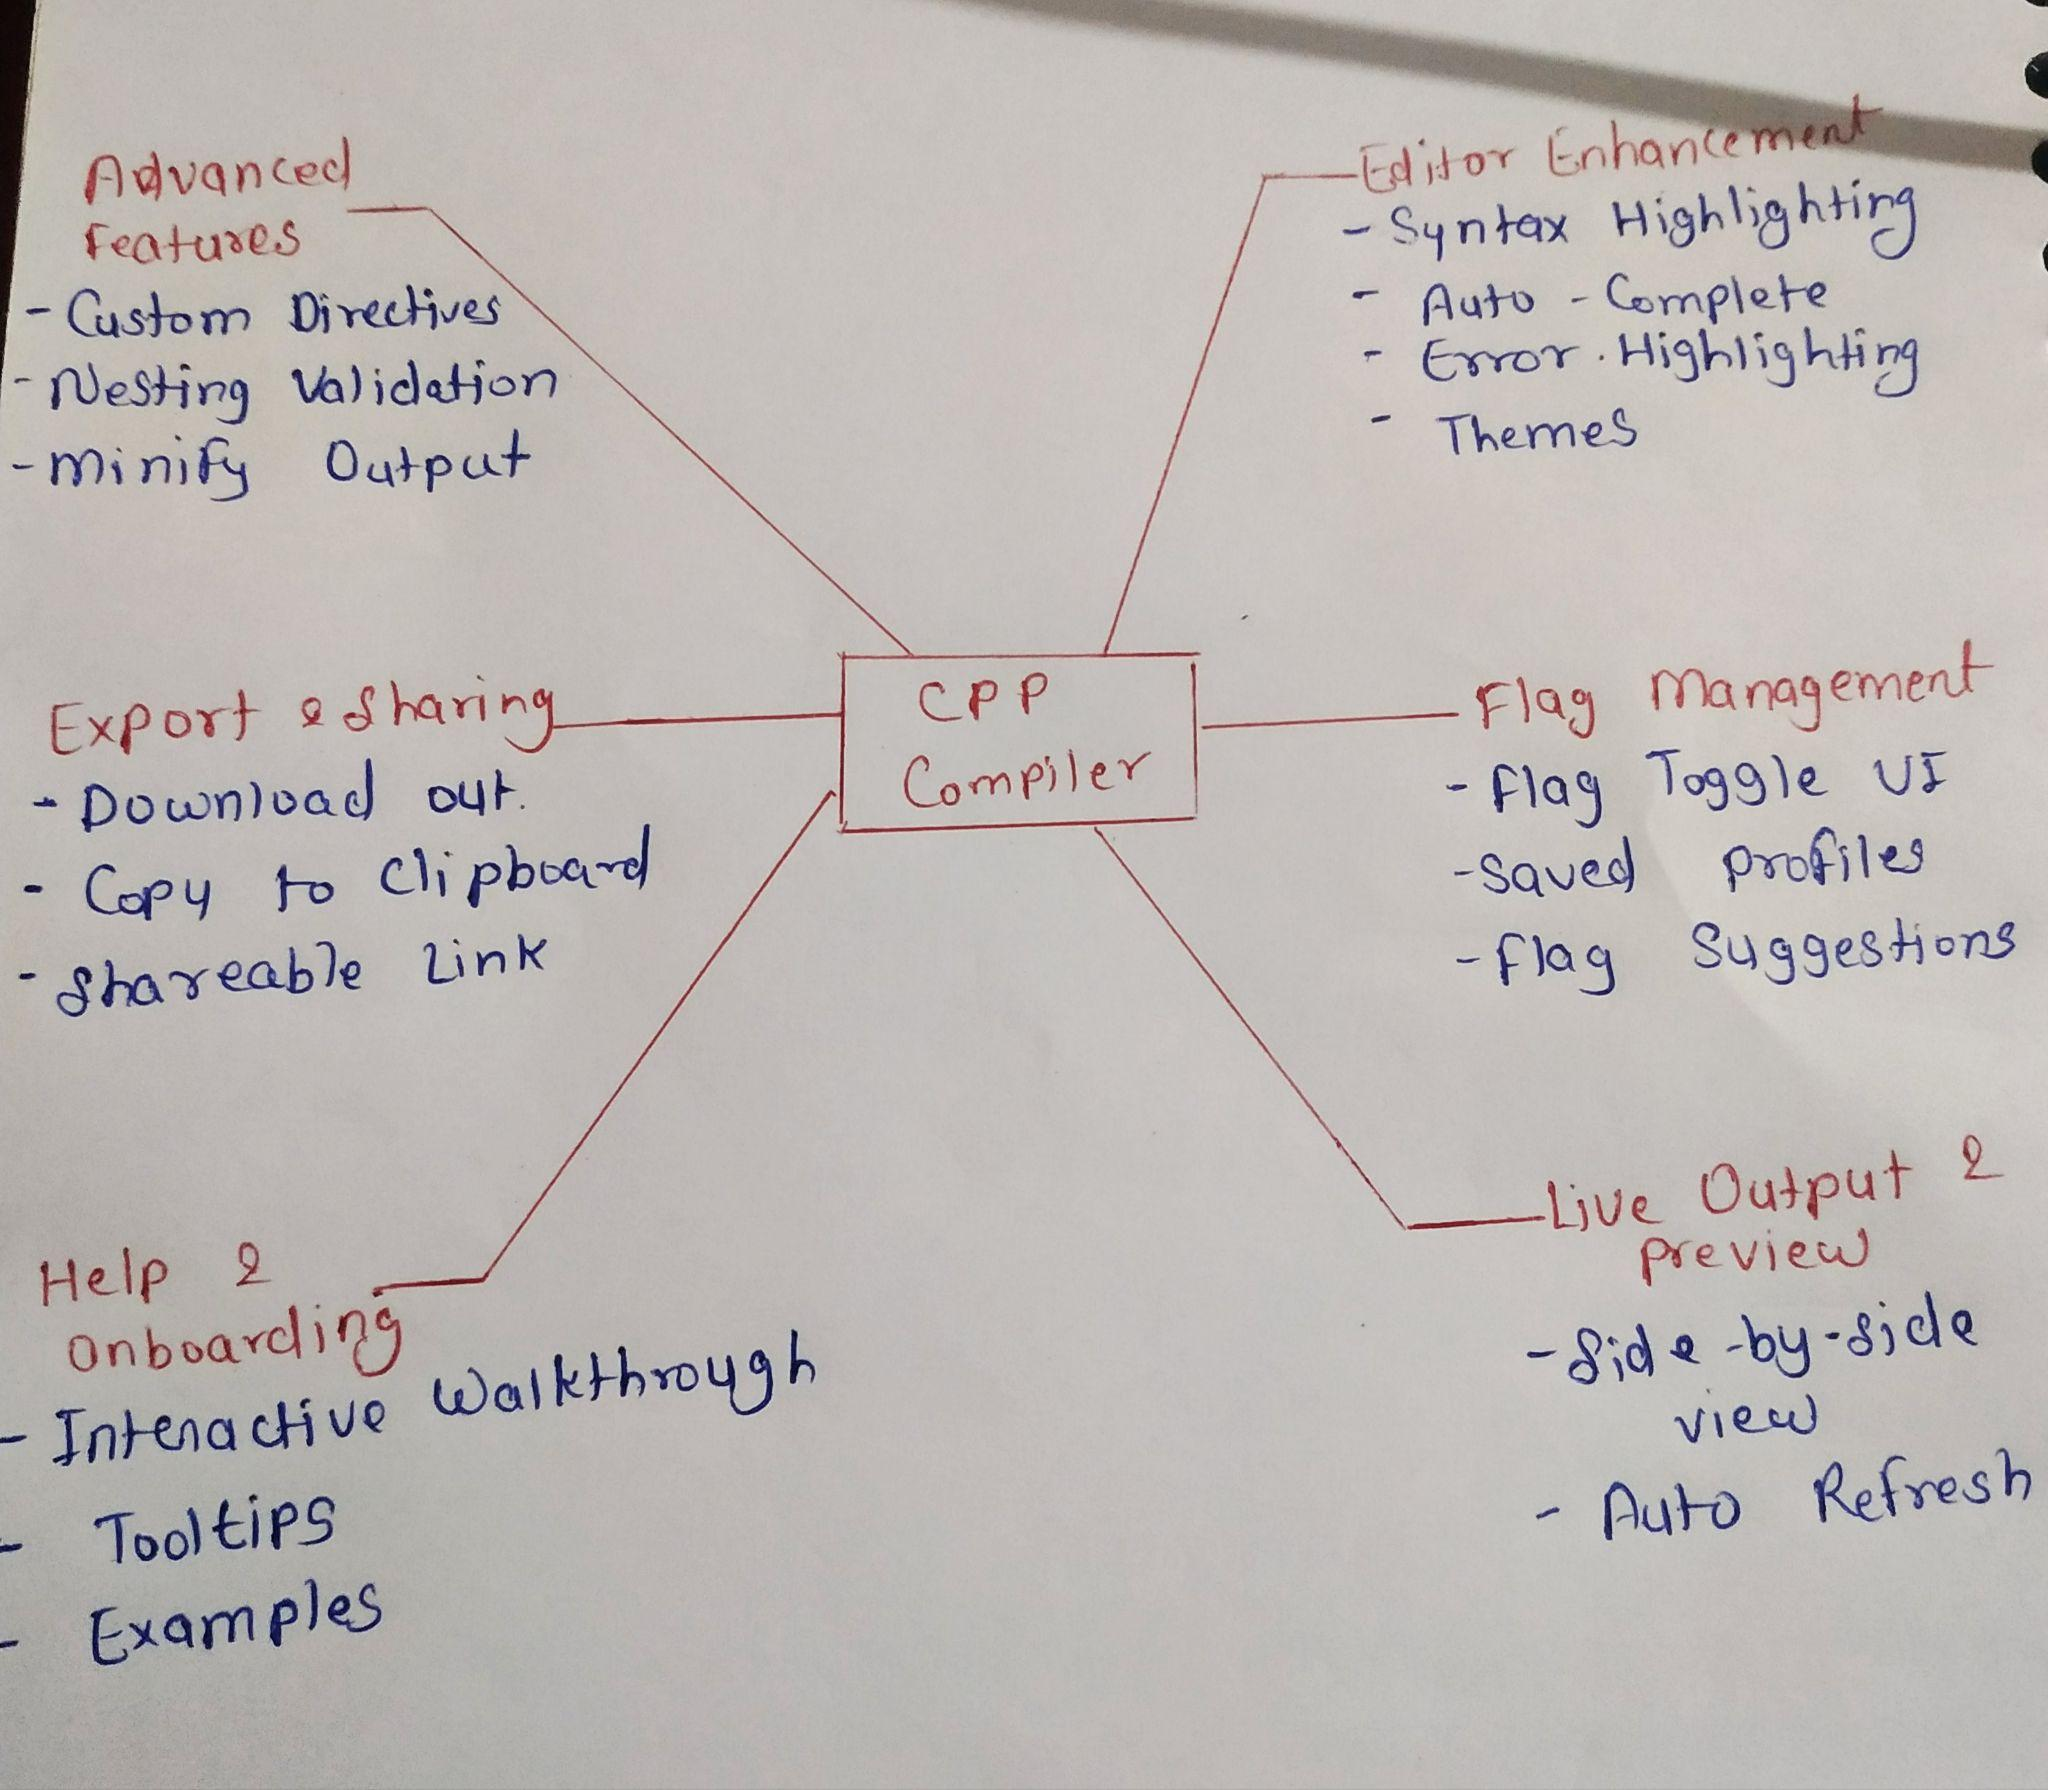 Advanced
Features
- Custom Directives
- Nesting Validation
- Minify Output
Editor Enhancement
- Syntax Highlighting
- Auto - Complete
- Error. Highlighting
- Themes
CPP
Compiler
Export & Sharing
- Download out.
- Copy to Clipboard
- Shareable Link
Flag Management
- Flag Toggle UI
- Saved Profiles
- Flag Suggestions
Help &
Onboarding
- Interactive Walkthrough
- Tooltips
- Examples
Live Output &
Preview
- Side-by-side
view
- Auto Refresh